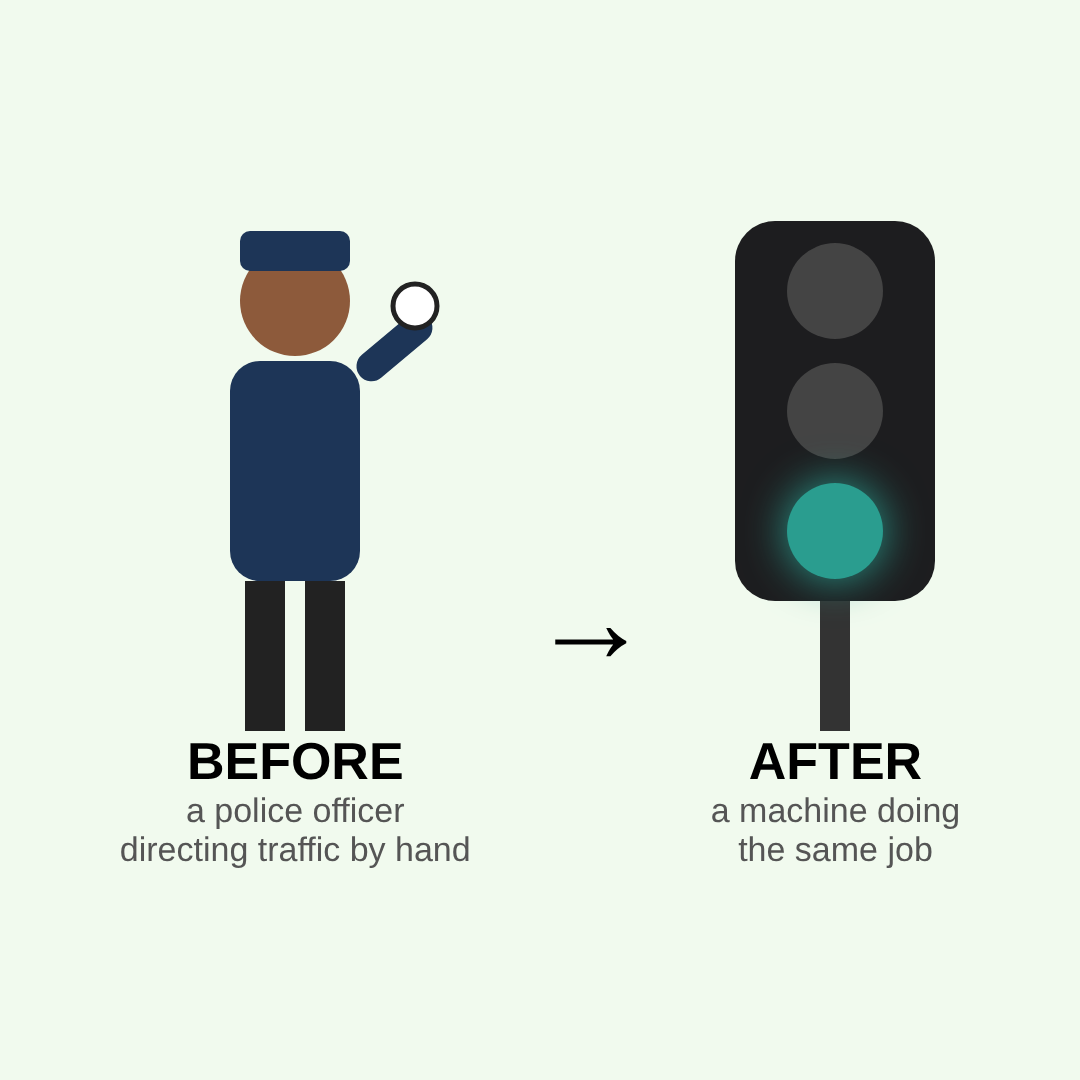 BEFORE
a police officer
directing traffic by hand
→
AFTER
a machine doing
the same job